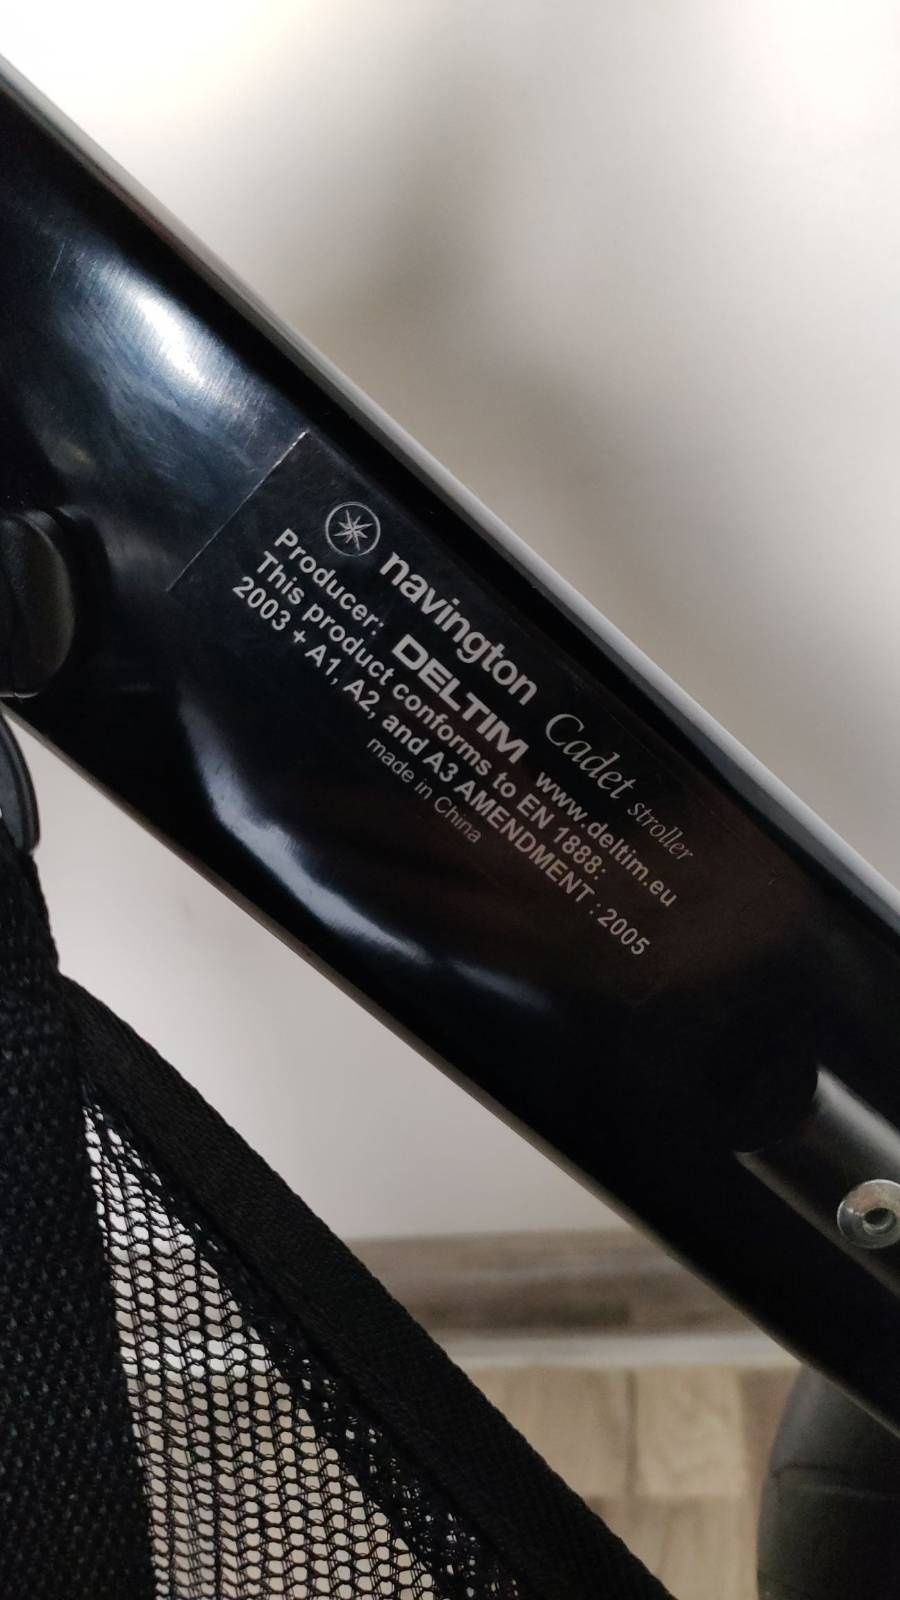 navington Cadet stroller
Producer: DELTIM www.deltim.eu
This product conforms to EN 1888:
2003 + A1, A2, and A3 AMENDMENT : 2005
made in China